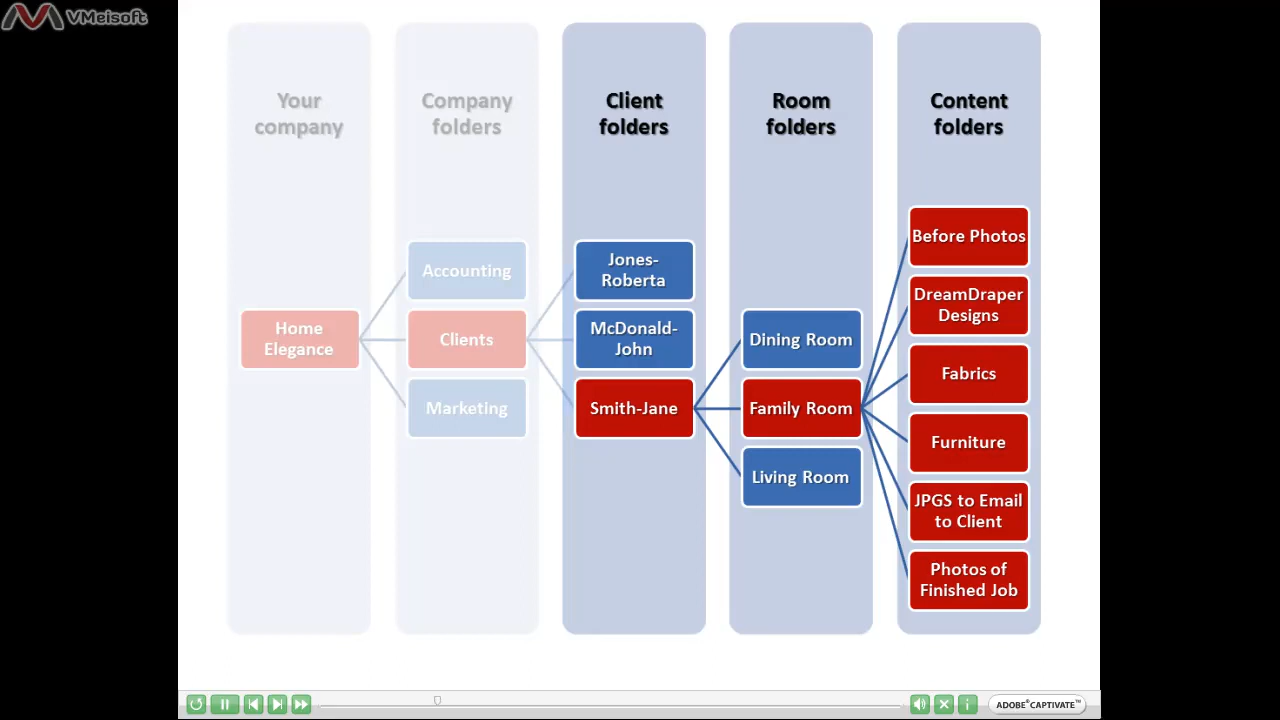 VMeisoft
Your
company
Company
folders
Client
folders
Room
folders
Content
folders
Home
Elegance
Accounting
Clients
Marketing
Jones-
Roberta
McDonald-
John
Smith-Jane
Dining Room
Family Room
Living Room
Before Photos
DreamDraper
Designs
Fabrics
Furniture
JPGS to Email
to Client
Photos of
Finished Job
ADOBE® CAPTIVATE™